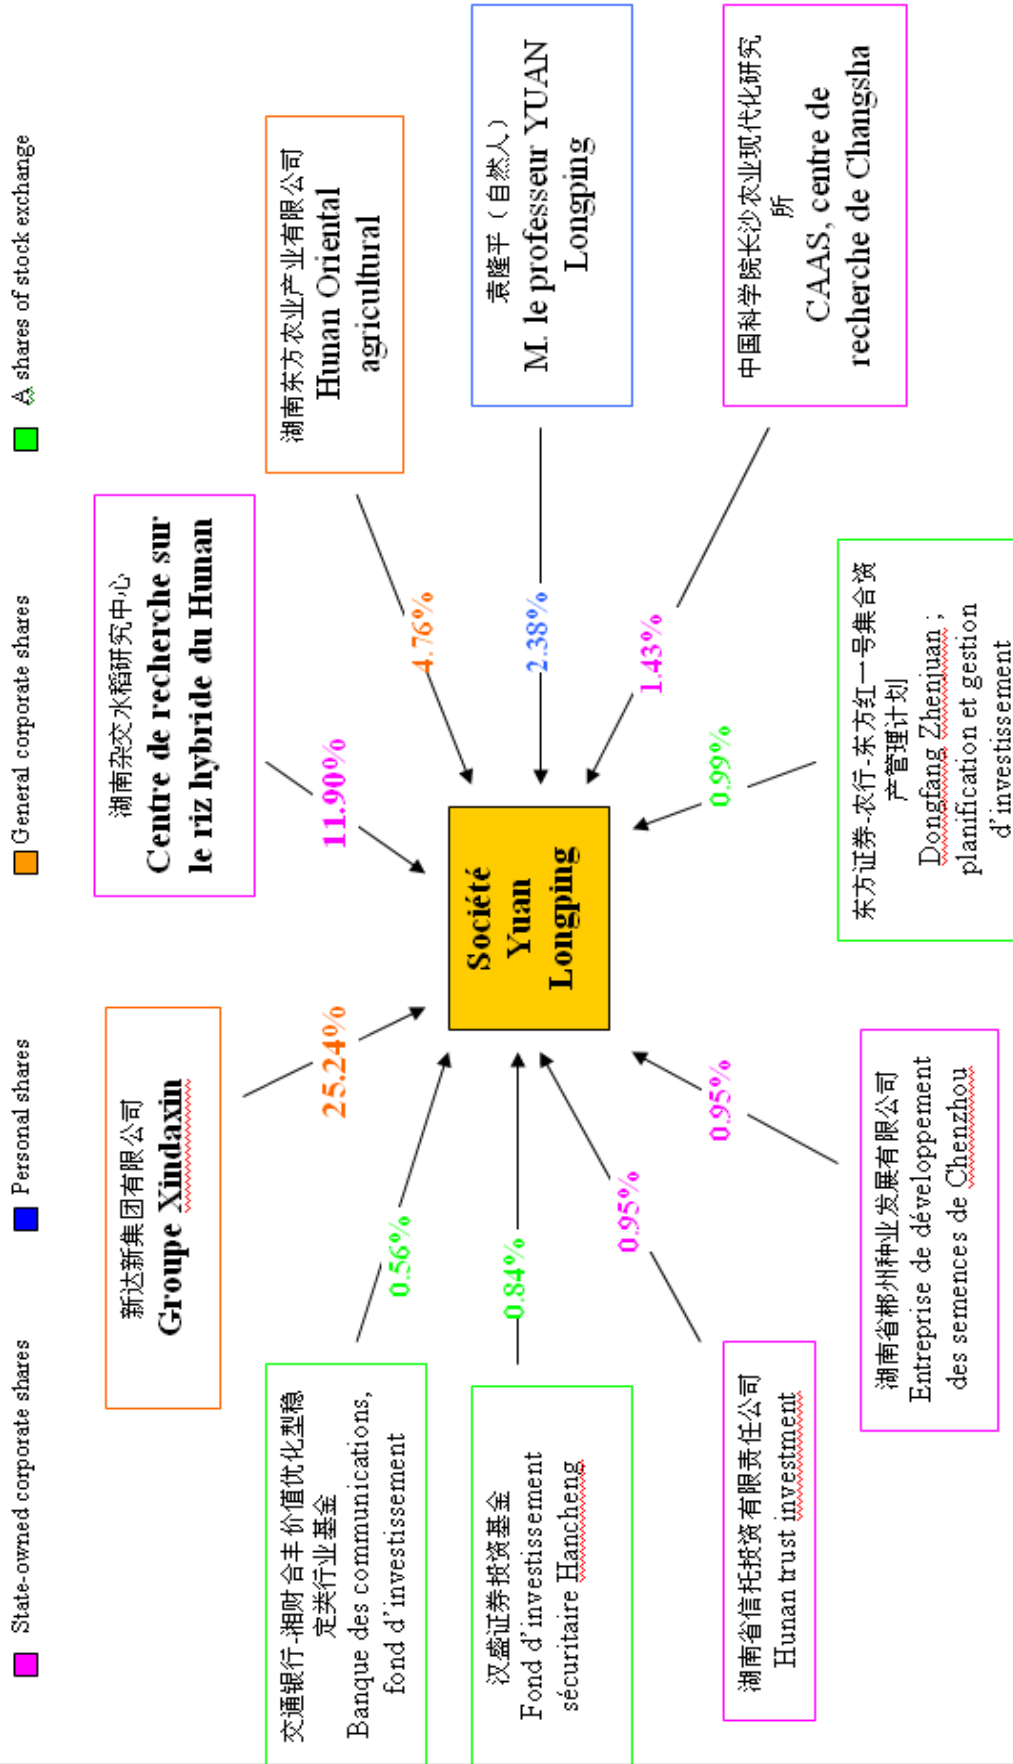 State-owned corporate shares
Personal shares
General corporate shares
A shares of stock exchange
新达新集团有限公司
Groupe Xindaxin
湖南杂交水稻研究中心
Centre de recherche sur
le riz hybride du Hunan
湖南东方农业产业有限公司
Hunan Oriental
agricultural
交通银行-湘财合丰价值优化型稳
定类行业基金
Banque des communications,
fond d'investissement
25.24%
11.90%
4.76%
0.56%
汉盛证券投资基金
Fond d'investissement
sécuritaire Hancheng
0.84%
Société
Yuan
Longping
2.38%
袁隆平（自然人）
M. le professeur YUAN
Longping
0.95%
1.43%
湖南省信托投资有限责任公司
Hunan trust investment
0.95%
0.99%
中国科学院长沙农业现代化研究
所
CAAS, centre de
recherche de Changsha
湖南省郴州种业发展有限公司
Entreprise de développement
des semences de Chenzhou
东方证券-农行-东方红一号集合资
产管理计划
Dongfang Zhenjuan ;
planification et gestion
d'investissement